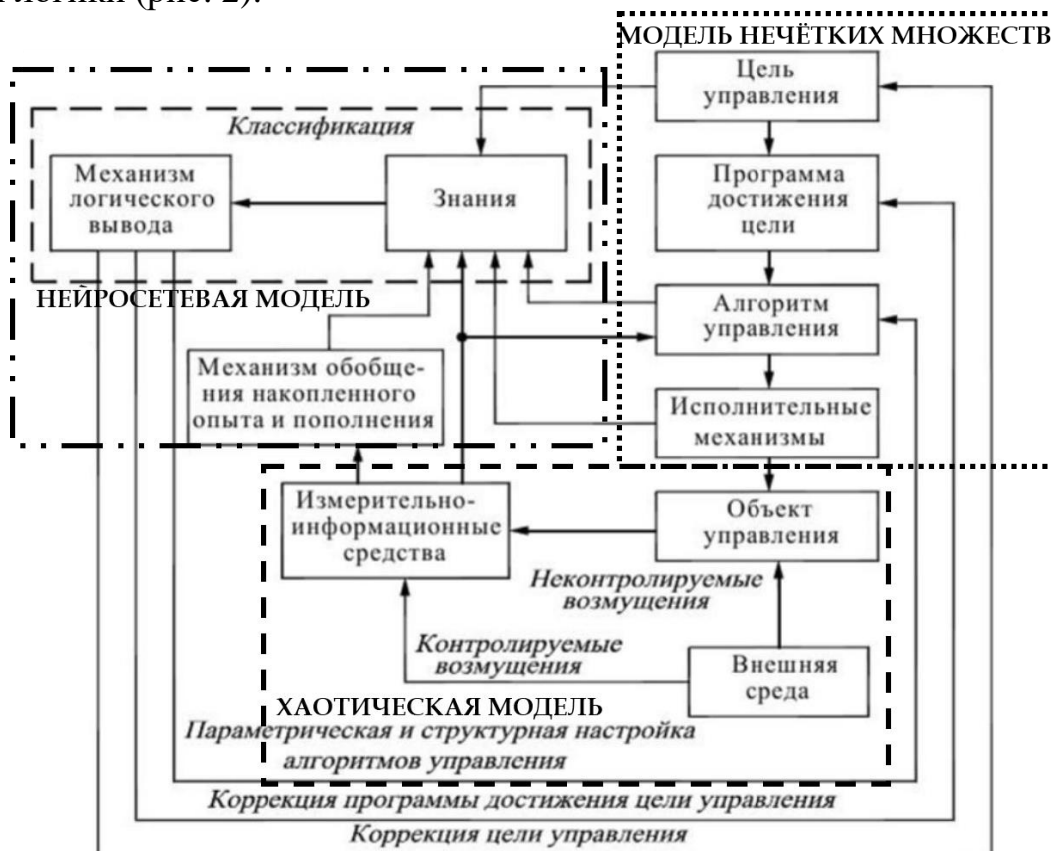 логики (рис. 2).
МОДЕЛЬ НЕЧЁТКИХ МНОЖЕСТВ
Цель
управления
Классификация
Механизм
логического
вывода
Знания
Программа
достижения
цели
НЕЙРОСЕТЕВАЯ МОДЕЛЬ
Алгоритм
управления
Механизм обобще-
ния накопленного
опыта и пополнения
Исполнительные
механизмы
Измерительно-
информационные
средства
Объект
управления
Неконтролируемые
возмущения
Контролируемые
возмущения
Внешняя
среда
ХАОТИЧЕСКАЯ МОДЕЛЬ
Параметрическая и структурная настройка
алгоритмов управления
Коррекция программы достижения цели управления
Коррекция цели управления